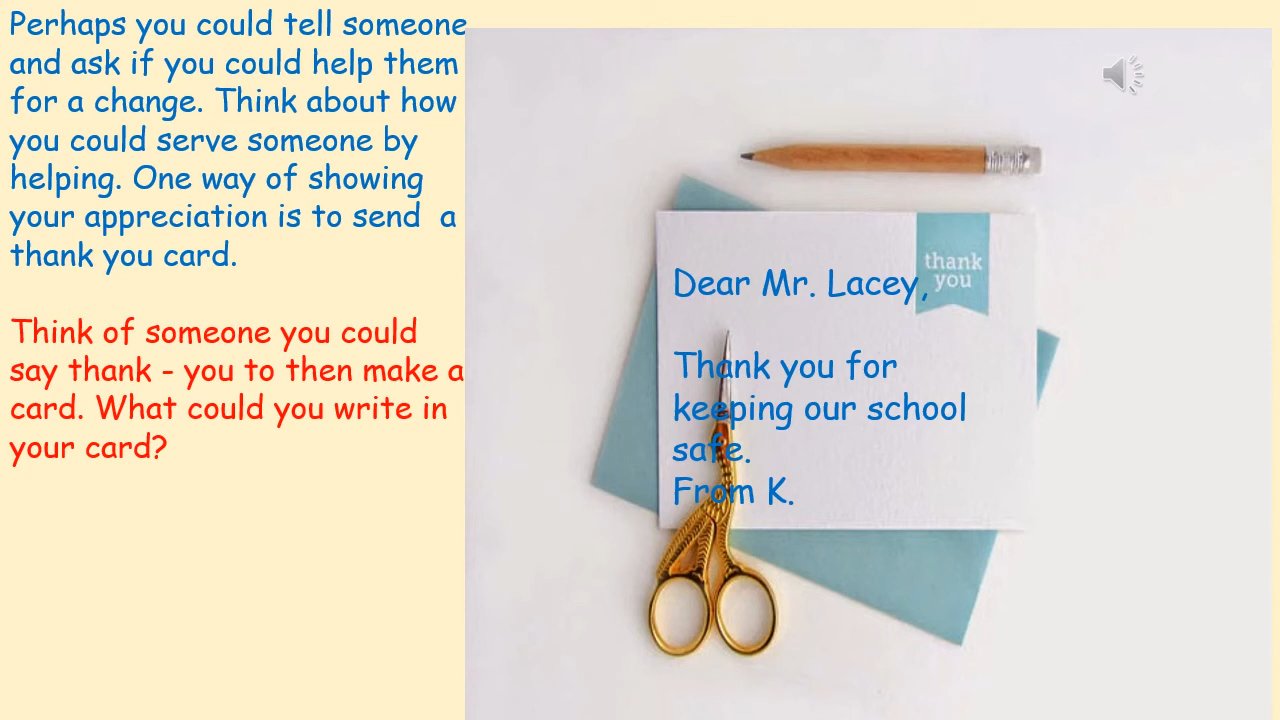 Perhaps you could tell someone
and ask if you could help them
for a change. Think about how
you could serve someone by
helping. One way of showing
your appreciation is to send  a
thank you card.
Think of someone you could
say thank - you to then make a
card. What could you write in
your card?
thank
you
Dear Mr. Lacey,
Thank you for
keeping our school
safe.
From K.